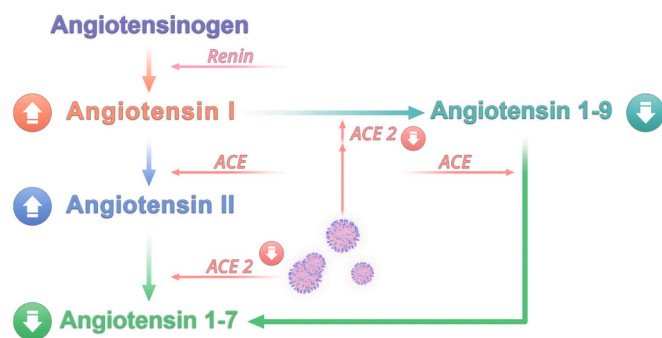 Angiotensinogen
Renin
Angiotensin I
Angiotensin 1-9
ACE 2
ACE
ACE
Angiotensin II
ACE 2
Angiotensin 1-7